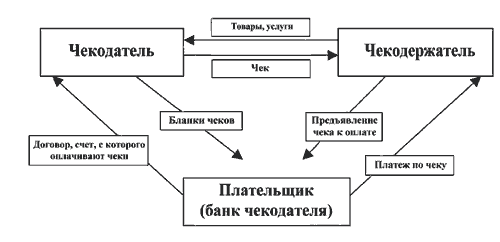 Товары, услуги
Чекодатель
Чекодержатель
Чек
Бланки чеков
Предъявление
чека к оплате
Договор, счет, с которого
оплачивают чеки
Платеж по чеку
Плательщик
(банк чекодателя)